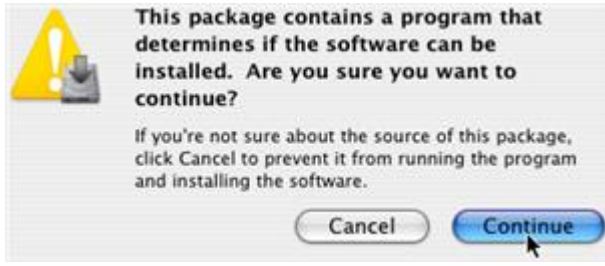 This package contains a program that
determines if the software can be
installed. Are you sure you want to
continue?
If you're not sure about the source of this package,
click Cancel to prevent it from running the program
and installing the software.
Cancel Continue